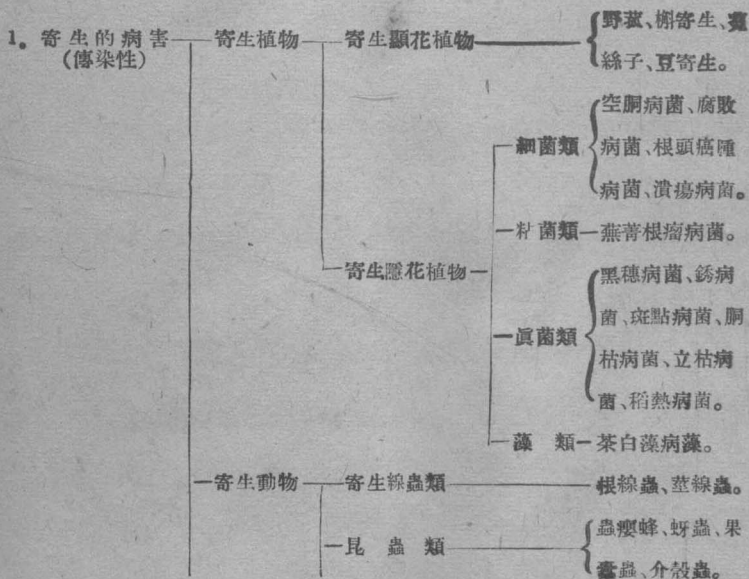 1。寄生的病害 寄生植物 寄生顯花植物 野菰、槲寄生、菟
(傳染性) 絲子、豆寄生。
空胴病菌、腐敗
細菌類 病菌、根頭癌腫
病菌、潰瘍病菌。
粘菌類 蕪菁根瘤病菌。
寄生隱花植物
黑穗病菌、銹病
菌、斑點病菌、胴
眞菌類
枯病菌、立枯病
菌、稻熱病菌。
藻類 茶白藻病藻。
寄生動物 寄生線蟲類 根線蟲、莖線蟲。
蟲癭蜂、蚜蟲、果
昆蟲類
蠹蟲、介殼蟲。